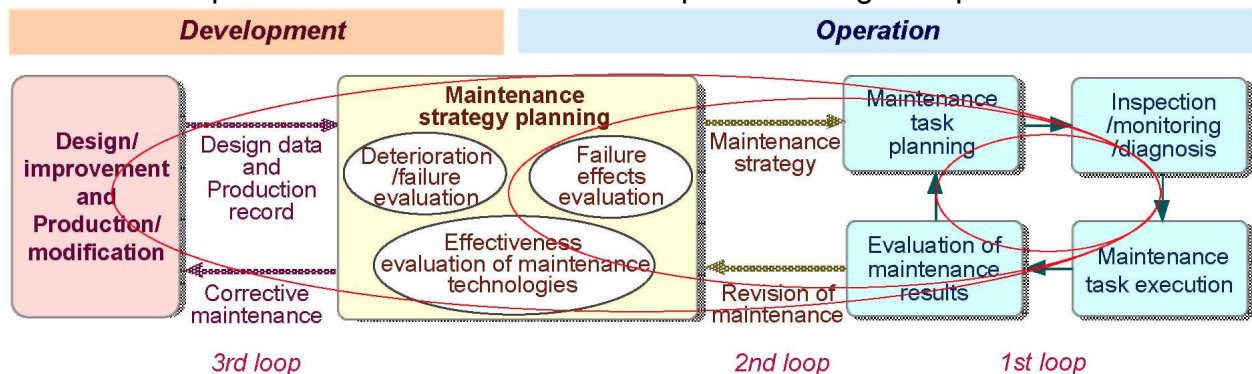 Development
Operation
Design/
improvement
and
Production/
modification
Design data
and
Production
record
Corrective
maintenance
Maintenance
strategy planning
Deterioration
/failure
evaluation
Failure
effects
evaluation
Effectiveness
evaluation of maintenance
technologies
Maintenance
strategy
Revision of
maintenance
Maintenance
task
planning
Inspection
/monitoring
/diagnosis
Evaluation of
maintenance
results
Maintenance
task execution
3rd loop
2nd loop
1st loop